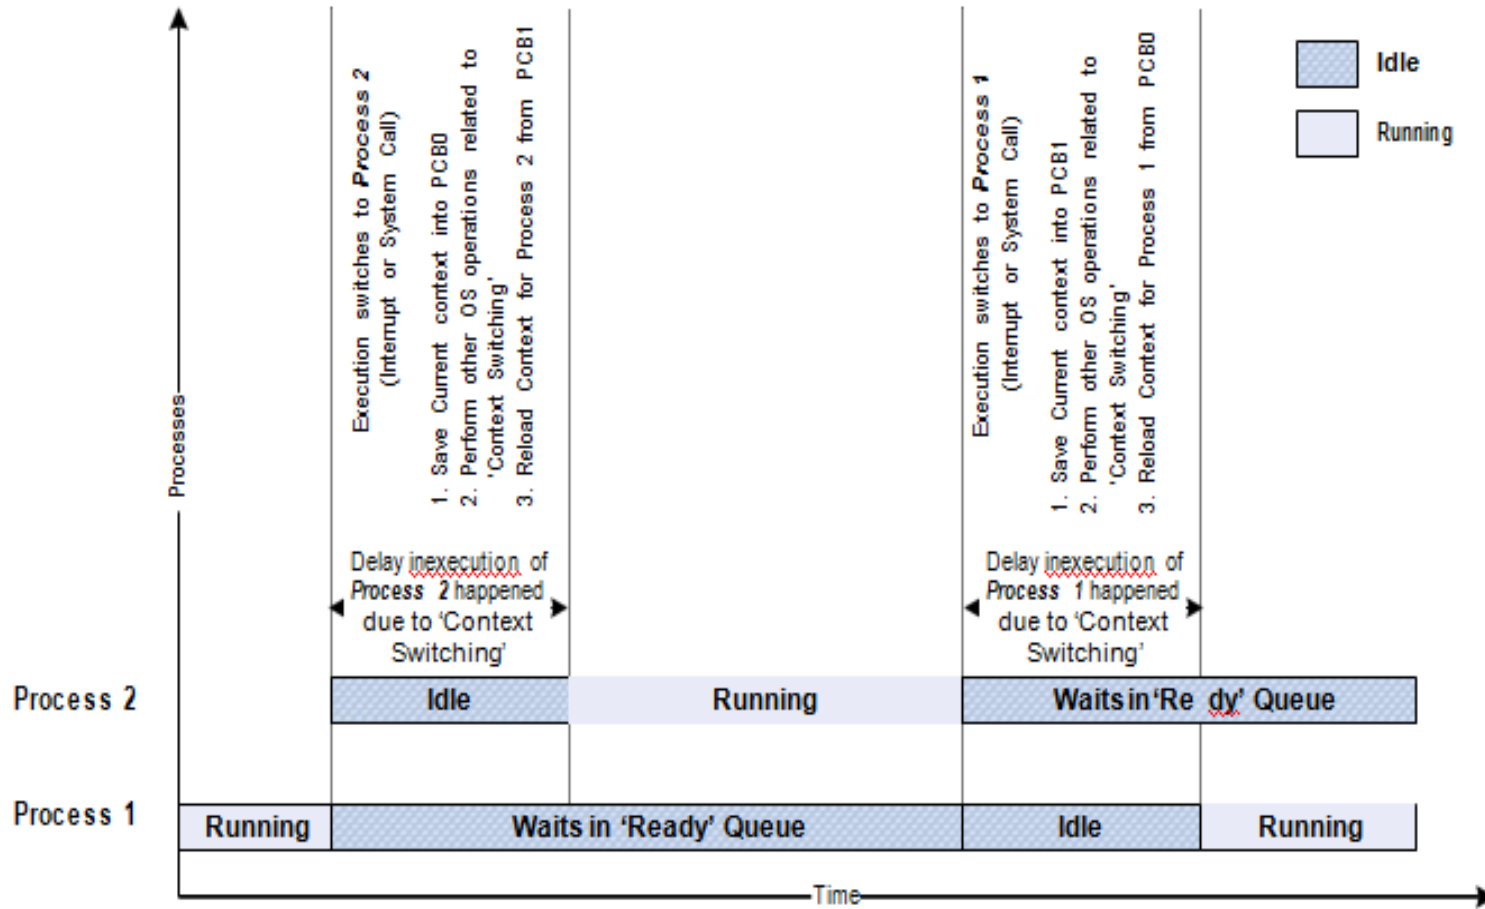 Execution switches to Process 2
(Interrupt or System Call)
1. Save Current context into PCB0
2. Perform other OS operations related to
'Context Switching'
3. Reload Context for Process 2 from PCB1
Execution switches to Process 1
(Interrupt or System Call)
1. Save Current context into PCB1
2. Perform other OS operations related to
'Context Switching'
3. Reload Context for Process 1 from PCB0
Idle
Running
Processes
Delay inexecution of
Process 2 happened
due to ‘Context
Switching’
Delay inexecution of
Process 1 happened
due to ‘Context
Switching’
Process 2
Idle
Running
Waits in ‘Re dy’ Queue
Process 1
Running
Waits in ‘Ready’ Queue
Idle
Running
Time